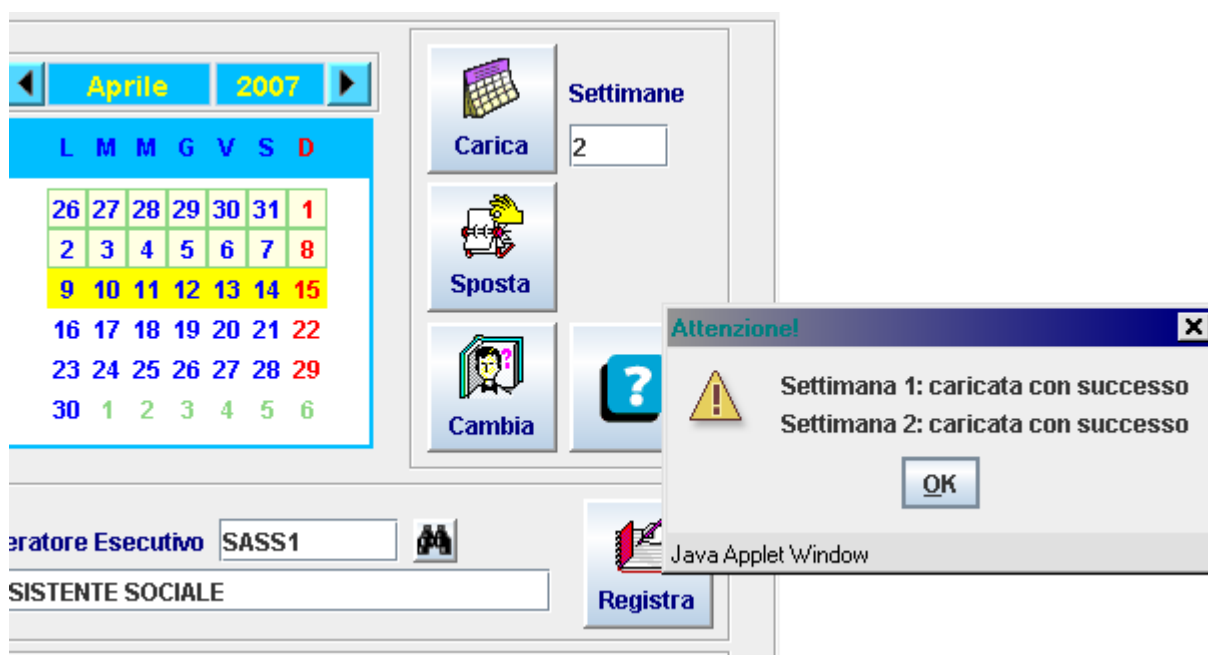 Aprile 2007
L M M G V S D
26 27 28 29 30 31 1
2 3 4 5 6 7 8
9 10 11 12 13 14 15
16 17 18 19 20 21 22
23 24 25 26 27 28 29
30 1 2 3 4 5 6
Carica
Settimane
2
Sposta
Cambia
?
Attenzione!
Settimana 1: caricata con successo
Settimana 2: caricata con successo
OK
Java Applet Window
eratore Esecutivo SASS1
SISTENTE SOCIALE
Registra